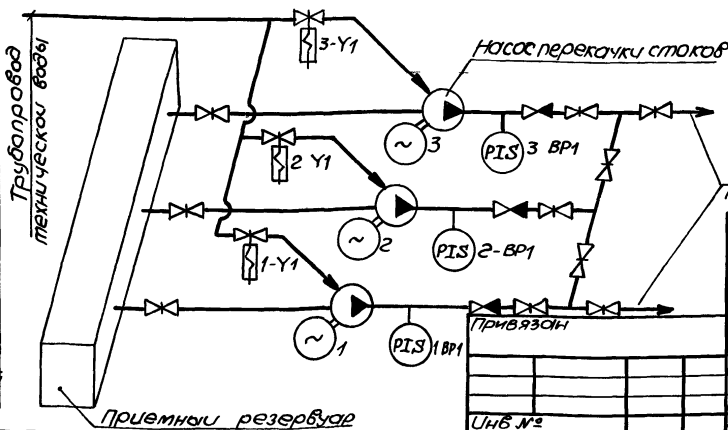 Трубопровод
технической воды
3-Y1
Насос перекачки стоков
~
3
PIS
3 BP1
2 Y1
~
2
PIS
2-BP1
1-Y1
~
1
PIS
1 BP1
Привязан
Приемный резервуар
Инв №